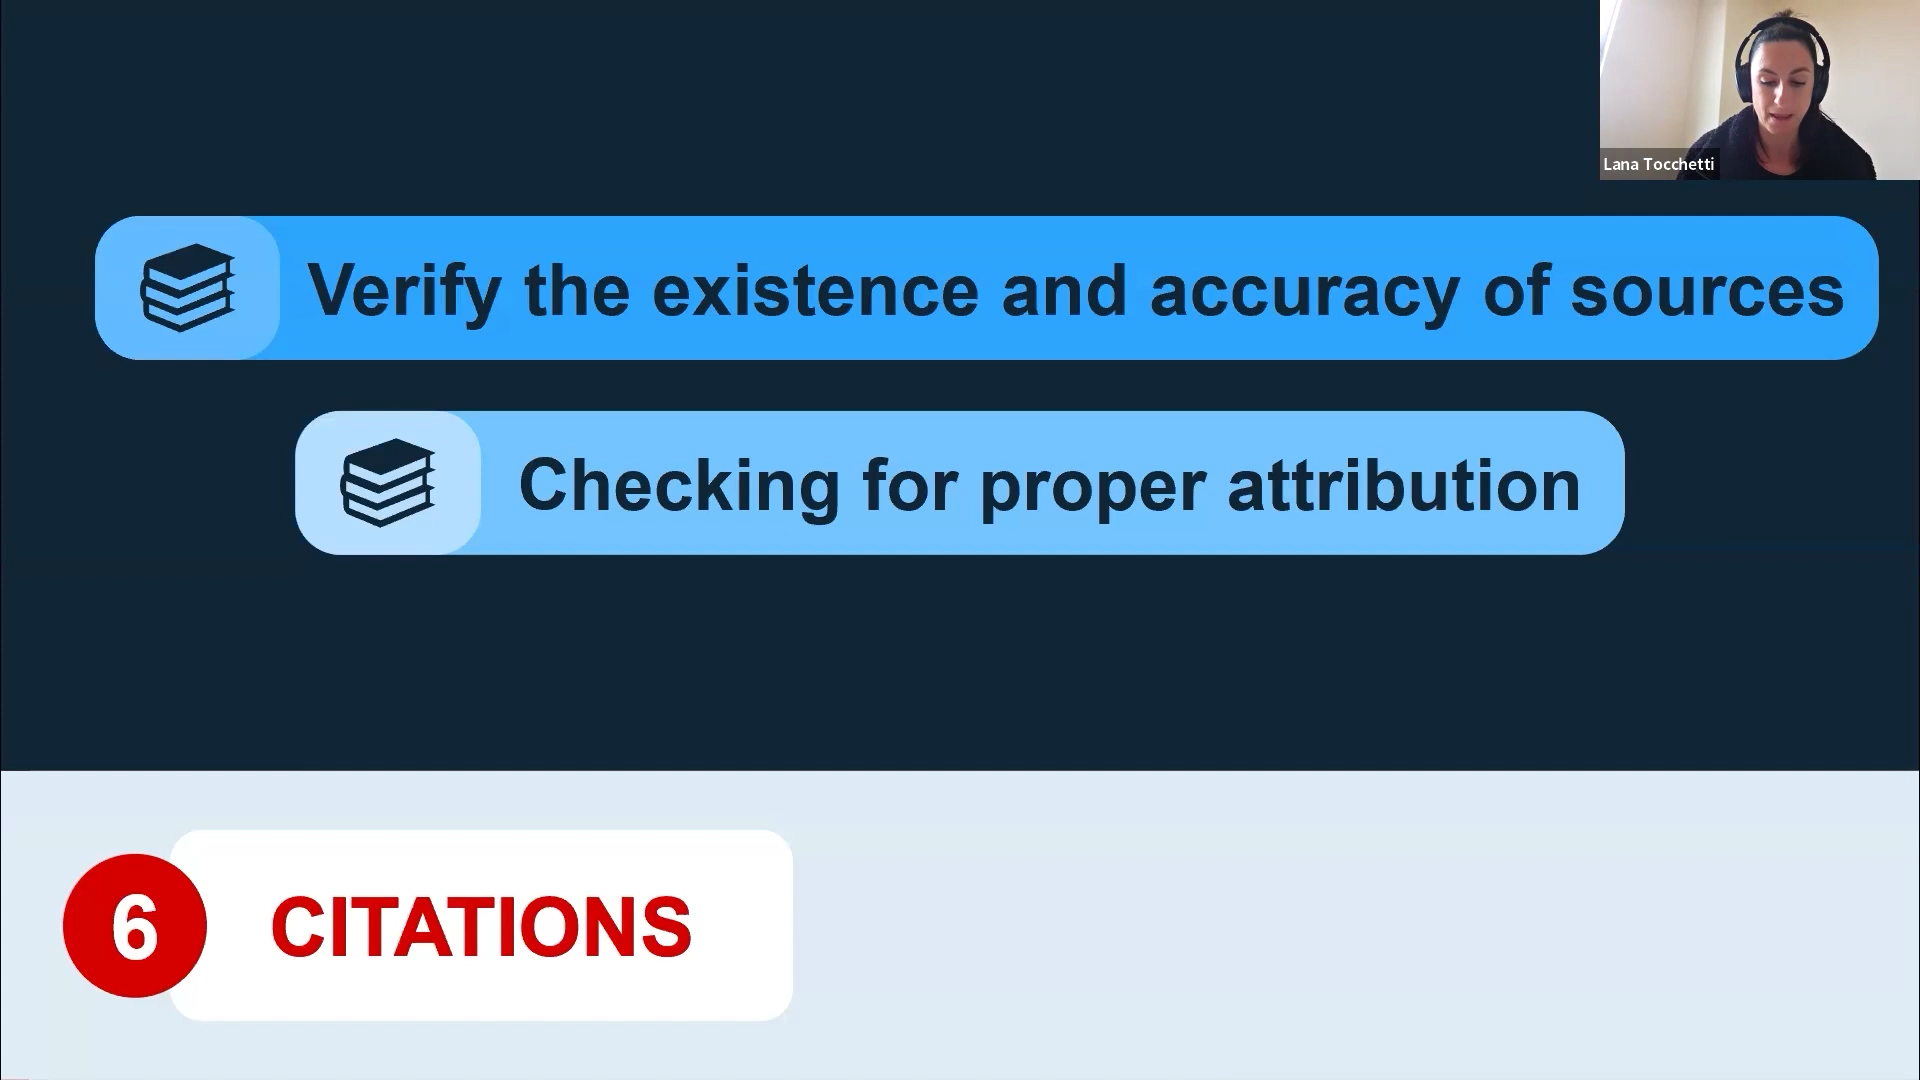 Lana Tocchetti
Verify the existence and accuracy of sources
Checking for proper attribution
6 CITATIONS